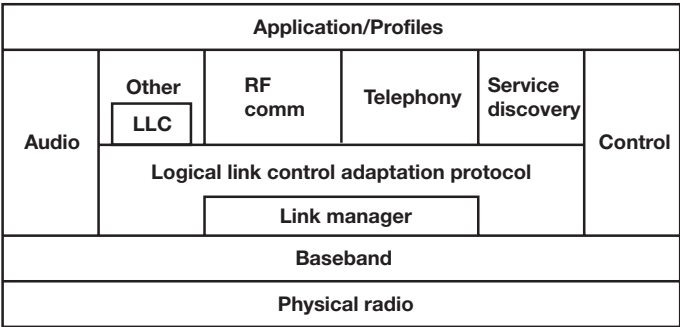 Application/Profiles
Audio
Other
LLC
RF
comm
Telephony
Service
discovery
Control
Logical link control adaptation protocol
Link manager
Baseband
Physical radio